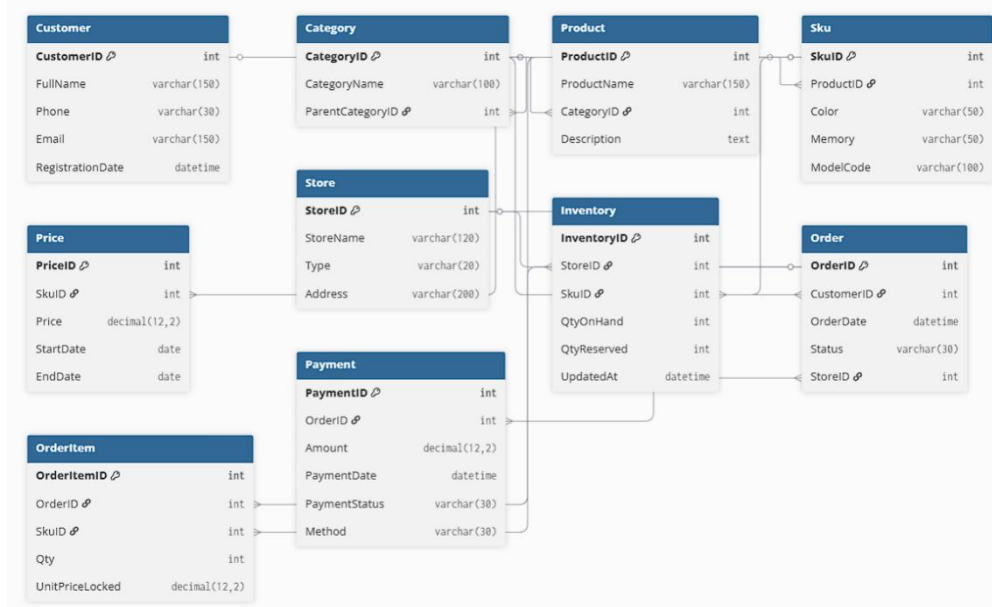 Customer
CustomerID int
FullName varchar(150)
Phone varchar(30)
Email varchar(150)
RegistrationDate datetime
Category
CategoryID int
CategoryName varchar(100)
ParentCategoryID int
Product
ProductID int
ProductName varchar(150)
CategoryID int
Description text
Sku
SkuID int
ProductID int
Color varchar(50)
Memory varchar(50)
ModelCode varchar(100)
Store
StoreID int
StoreName varchar(120)
Type varchar(20)
Address varchar(200)
Inventory
InventoryID int
StoreID int
SkuID int
QtyOnHand int
QtyReserved int
UpdatedAt datetime
Price
PriceID int
SkuID int
Price decimal(12,2)
StartDate date
EndDate date
Order
OrderID int
CustomerID int
OrderDate datetime
Status varchar(30)
StoreID int
Payment
PaymentID int
OrderID int
Amount decimal(12,2)
PaymentDate datetime
PaymentStatus varchar(30)
Method varchar(30)
OrderItem
OrderItemID int
OrderID int
SkuID int
Qty int
UnitPriceLocked decimal(12,2)